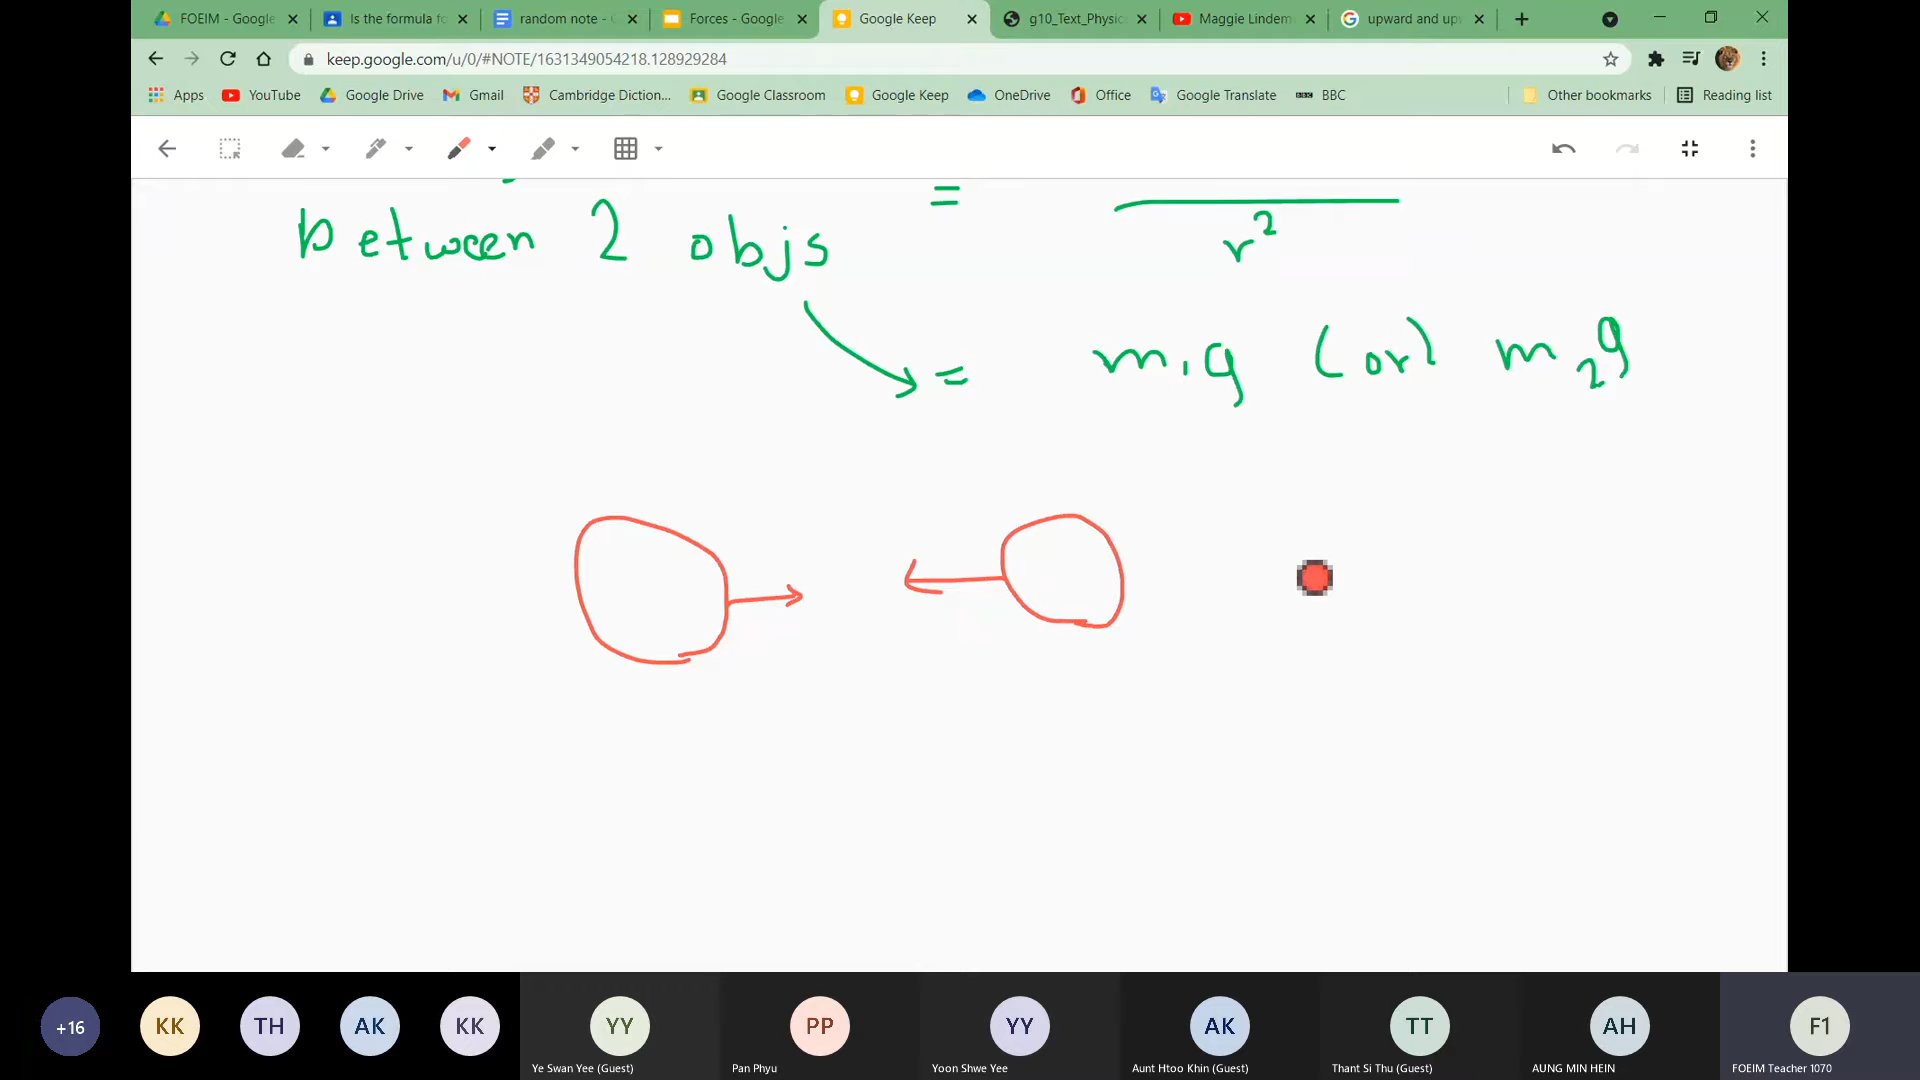 FOEIM - Google
Is the formula fo
random note - G
Forces - Google
Google Keep
g10_Text_Physic
Maggie Lindem
upward and up
keep.google.com/u/0/#NOTE/1631349054218.128929284
Apps
YouTube
Google Drive
Gmail
Cambridge Diction...
Google Classroom
Google Keep
OneDrive
Office
Google Translate
BBC
Other bookmarks
Reading list
between 2 objs =
r²
= m₁g (or) m₂g
+16
KK
TH
AK
KK
YY
Ye Swan Yee (Guest)
PP
Pan Phyu
YY
Yoon Shwe Yee
AK
Aunt Htoo Khin (Guest)
TT
Thant Si Thu (Guest)
AH
AUNG MIN HEIN
F1
FOEIM Teacher 1070